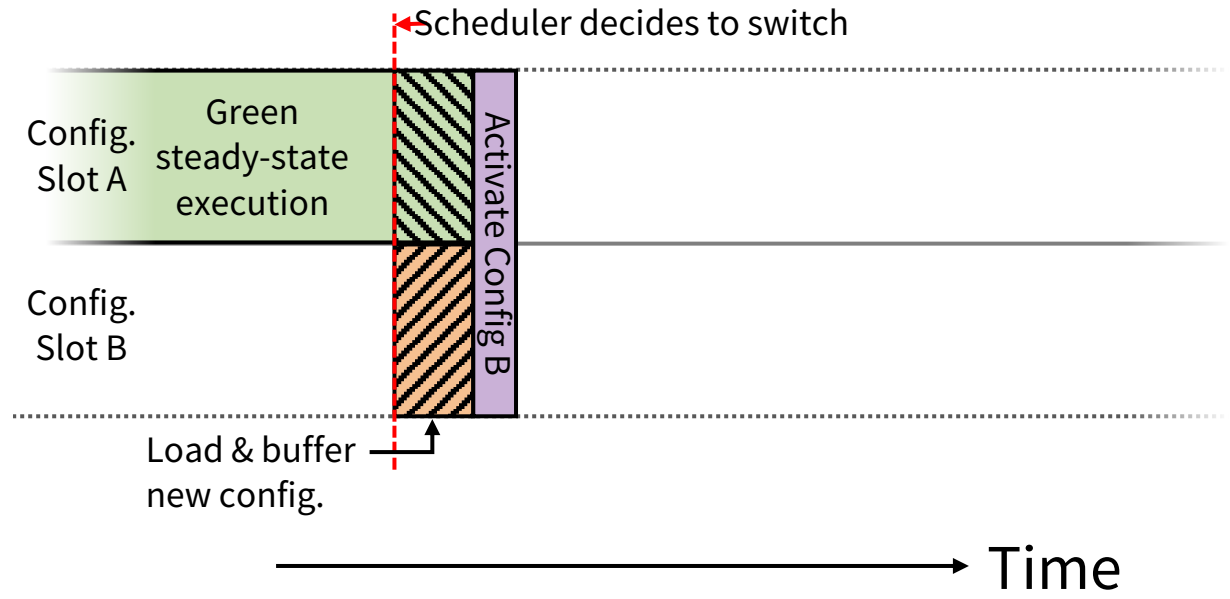 Scheduler decides to switch
Config.
Slot A
Green
steady-state
execution
Activate Config B
Config.
Slot B
Load & buffer
new config.
Time